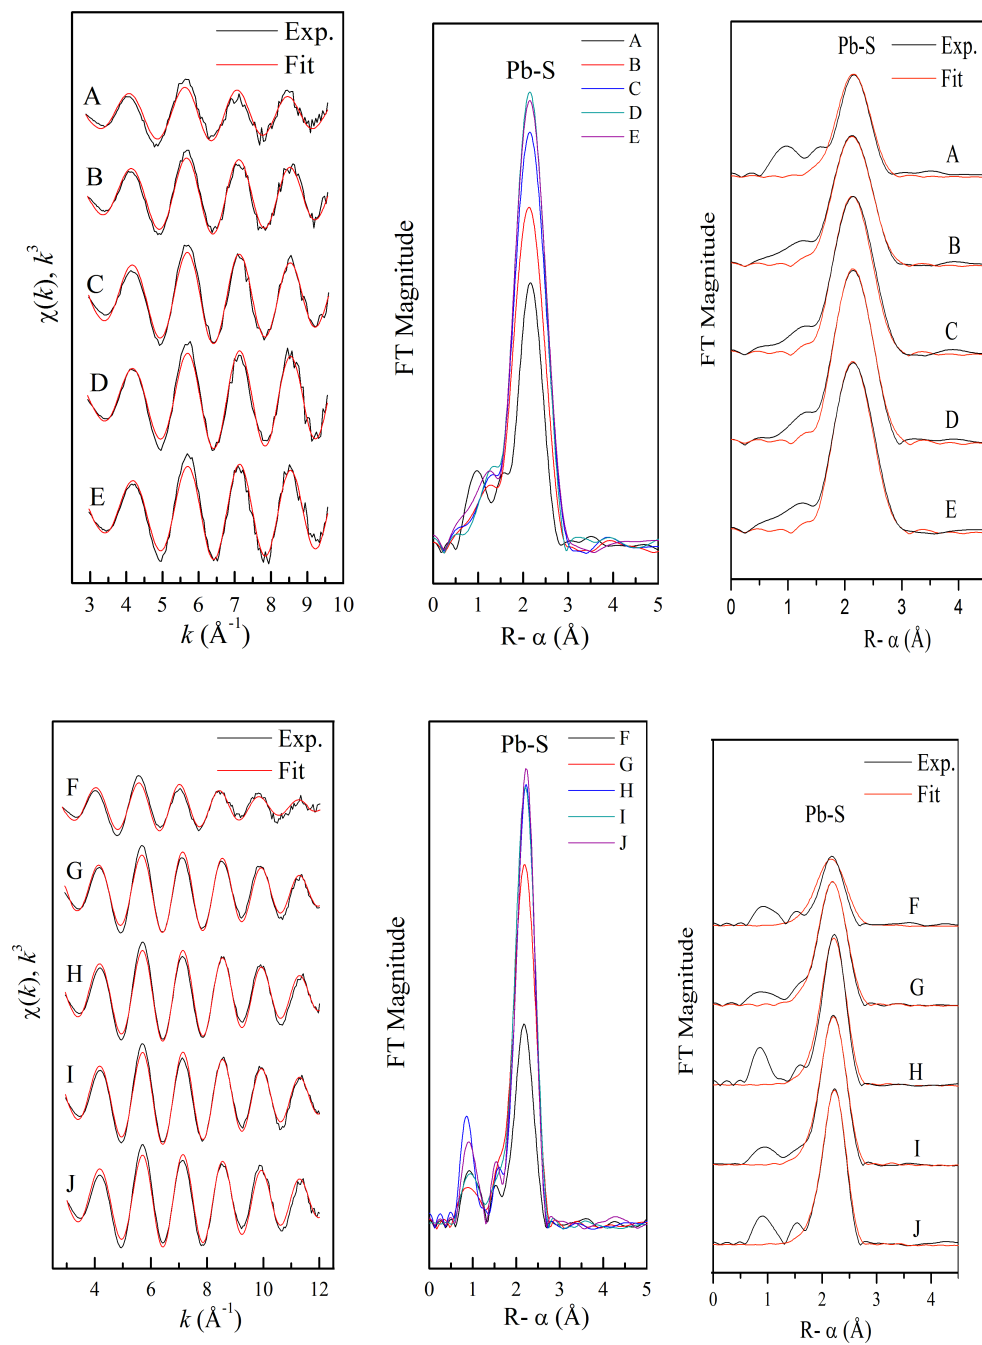 Exp.
Fit
A
B
C
D
E
χ(k), k³
3 4 5 6 7 8 9 10
k (Å⁻¹)
Pb-S
A
B
C
D
E
FT Magnitude
0 1 2 3 4 5
R- α (Å)
Pb-S
Exp.
Fit
A
B
C
D
E
FT Magnitude
0 1 2 3 4
R- α (Å)
Exp.
Fit
F
G
H
I
J
χ(k), k³
4 6 8 10 12
k (Å⁻¹)
Pb-S
F
G
H
I
J
FT Magnitude
0 1 2 3 4 5
R- α (Å)
Exp.
Fit
Pb-S
F
G
H
I
J
FT Magnitude
0 1 2 3 4
R- α (Å)